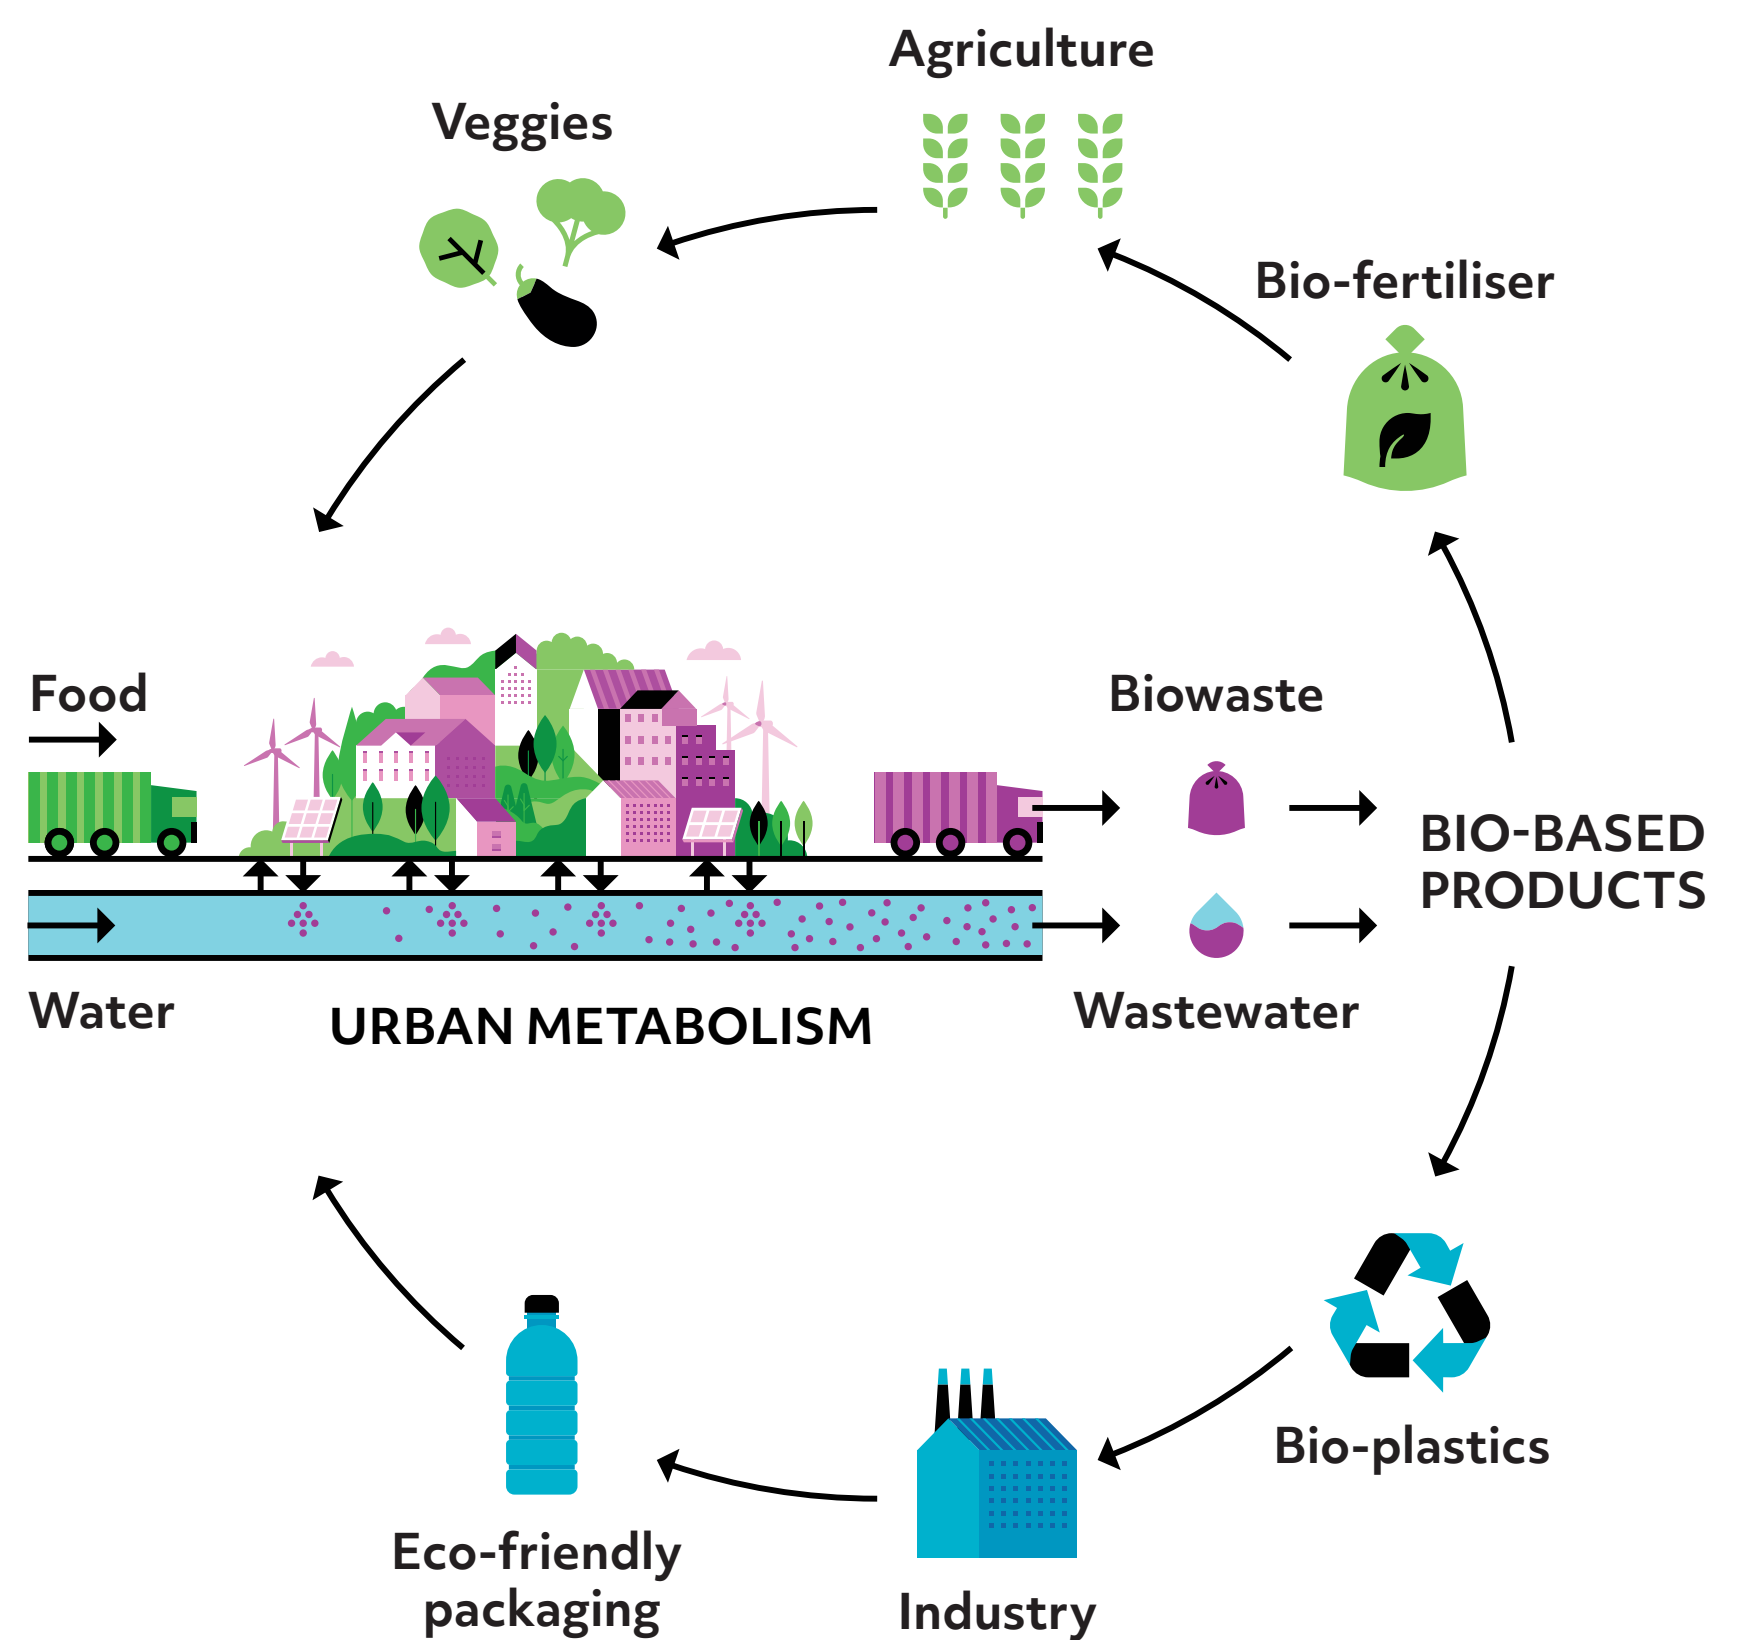 Agriculture
Veggies
Bio-fertiliser
Food
Biowaste
BIO-BASED
PRODUCTS
Water
URBAN METABOLISM
Wastewater
Bio-plastics
Eco-friendly
packaging
Industry